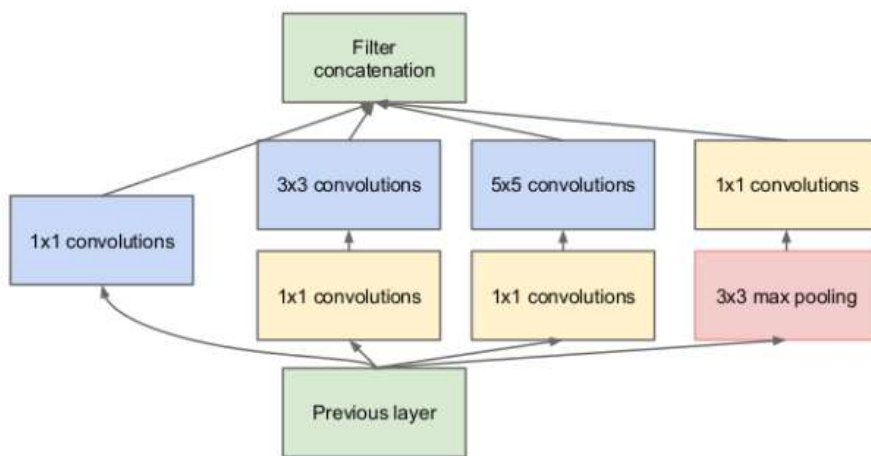 Filter
concatenation
3x3 convolutions
5x5 convolutions
1x1 convolutions
1x1 convolutions
1x1 convolutions
1x1 convolutions
3x3 max pooling
Previous layer